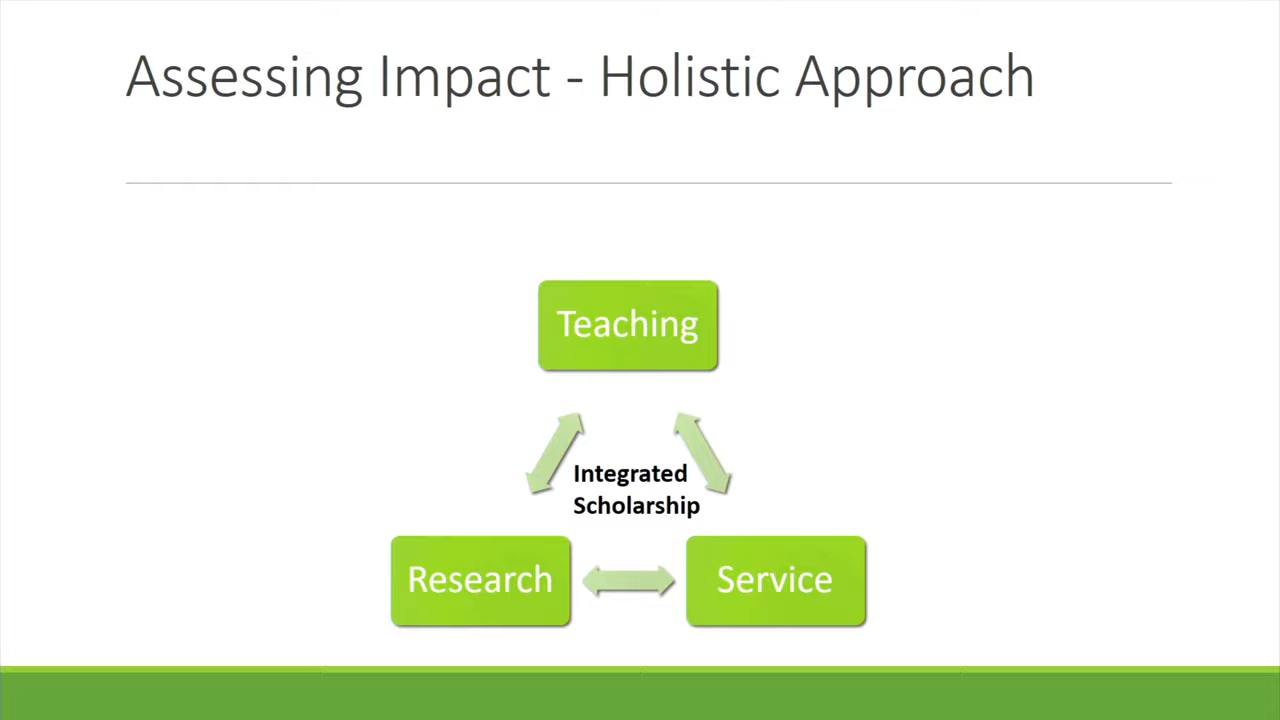 Assessing Impact - Holistic Approach
Teaching
Integrated
Scholarship
Research
Service